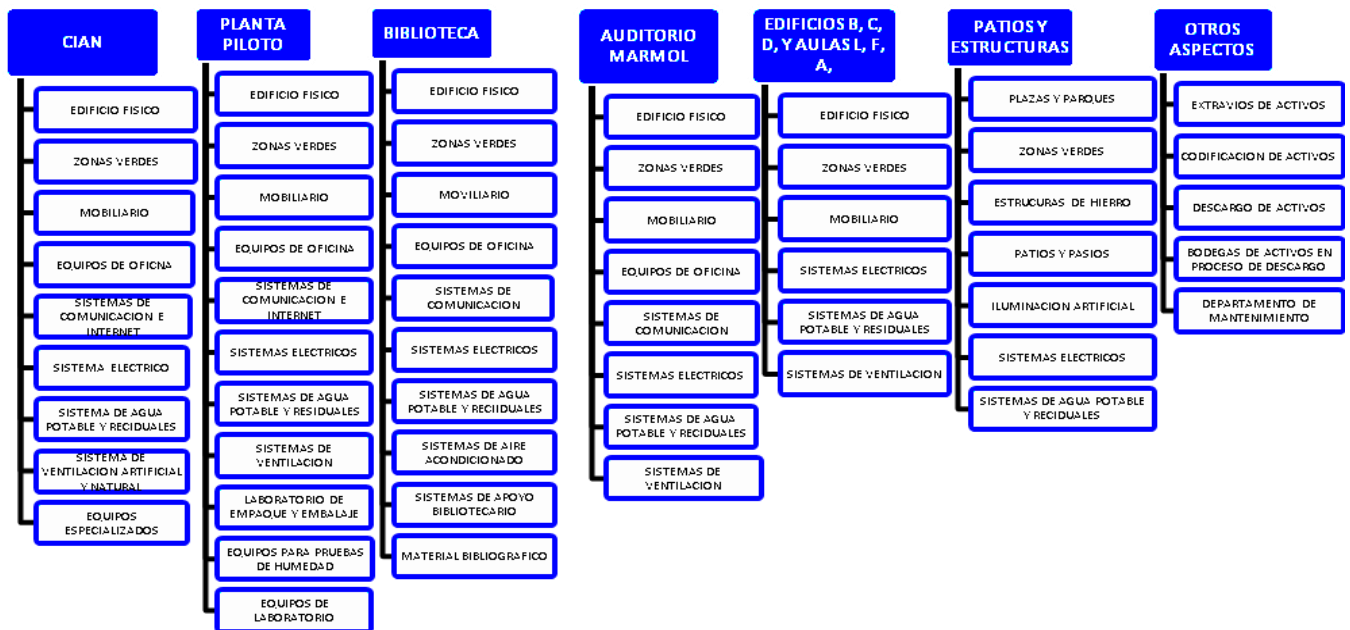 CIAN
EDIFICIO FISICO
ZONAS VERDES
MOBILIARIO
EQUIPOS DE OFICNA
SISTEMAS DE
COMUNICACION E
INTERNET
SISTEMA ELECTRICO
SISTEMA DE AGUA
POTABLE Y RECIDUALES
SISTEMA DE
VENTILACION ARTIFICIAL
Y NATURAL
EQUIPOS
ESPECIALIZADOS
PLANTA
PILOTO
EDIFICIO FISICO
ZONAS VERDES
MOBILIARIO
EQUIPOS DE OFICINA
SISTEMAS DE
COMUNICACION E
INTERNET
SISTEMAS ELECTRICOS
SISTEMAS DE AGUA
POTABLE Y RESIDUALES
SISTEMAS DE
VENTILACION
LABORATORIO DE
EMPAQUE Y EMBALAJE
EQUIPOS PARA PRUEBAS
DE HUMEDAD
EQUIPOS DE
LABORATORIO
BIBLIOTECA
EDIFICIO FISICO
ZONAS VERDES
MOVILIARIO
EQUIPOS DE OFICINA
SISTEMAS DE
COMUNICACION
SISTEMAS ELECTRICOS
SISTEMAS DE AGUA
POTABLE Y RECIIDUALES
SISTEMAS DE AIRE
ACONDICIONADO
SISTEMAS DE APOYO
BIBLIOTECARIO
MATERIAL BIBLIOGRAFICO
AUDITORIO
MARMOL
EDIFICIO FISICO
ZONAS VERDES
MOBILIARIO
EQUIPOS DE OFICINA
SISTEMAS DE
COMUNICACION
SISTEMAS ELECTRICOS
SISTEMAS DE AGUA
POTABLE Y RECIDUALES
SISTEMAS DE
VENTILACION
EDIFICIOS B, C,
D, Y AULAS L, F,
A,
EDIFICIO FISICO
ZONAS VERDES
MOBILIARIO
SISTEMAS ELECTRICOS
SISTEMAS DE AGUA
POTABLE Y RESIDUALES
SISTEMAS DE VENTILACION
PATIOS Y
ESTRUCTURAS
PLAZAS Y PARQUES
ZONAS VERDES
ESTRUCURAS DE HIERRO
PATIOS Y PASIOS
ILUMINACION ARTIFICIAL
SISTEMAS ELECTRICOS
SISTEMAS DE AGUA POTABLE
Y RECIDUALES
OTROS
ASPECTOS
EXTRAVIOS DE ACTIVOS
CODIFICACION DE ACTIVOS
DESCARGO DE ACTIVOS
BODEGAS DE ACTIVOS EN
PROCESO DE DESCARGO
DEPARTAMENTO DE
MANTENIMIENTO